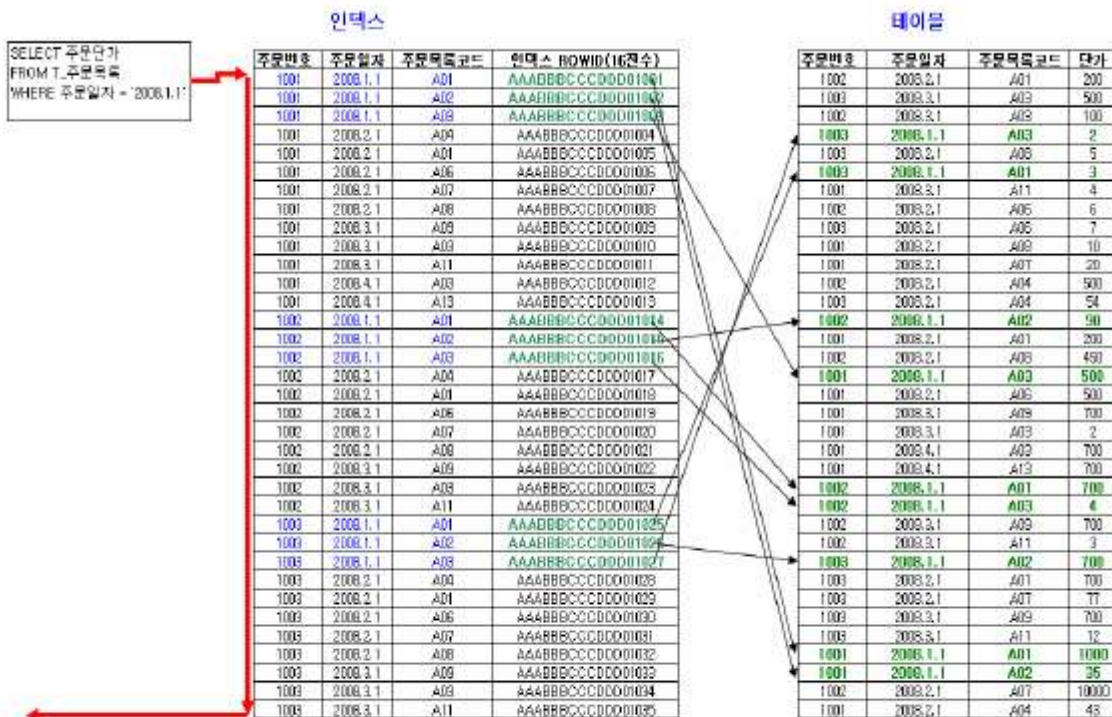 인덱스
테이블
SELECT 주문단가
FROM T_주문목록
WHERE 주문일자 = '2008.1.1'
주문번호 주문일자 주문목록코드 인덱스 ROWID(16진수)
1001 2008.1.1 A01 AAABBBCCCDDD01001
1001 2008.1.1 A02 AAABBBCCCDDD01002
1001 2008.1.1 A03 AAABBBCCCDDD01003
1001 2008.2.1 A04 AAABBBCCCDDD01004
1001 2008.2.1 A01 AAABBBCCCDDD01005
1001 2008.2.1 A06 AAABBBCCCDDD01006
1001 2008.2.1 A07 AAABBBCCCDDD01007
1001 2008.2.1 A08 AAABBBCCCDDD01008
1001 2008.3.1 A09 AAABBBCCCDDD01009
1001 2008.3.1 A03 AAABBBCCCDDD01010
1001 2008.3.1 A11 AAABBBCCCDDD01011
1001 2008.4.1 A03 AAABBBCCCDDD01012
1001 2008.4.1 A13 AAABBBCCCDDD01013
1002 2008.1.1 A01 AAABBBCCCDDD01014
1002 2008.1.1 A02 AAABBBCCCDDD01015
1002 2008.1.1 A03 AAABBBCCCDDD01016
1002 2008.2.1 A04 AAABBBCCCDDD01017
1002 2008.2.1 A01 AAABBBCCCDDD01018
1002 2008.2.1 A06 AAABBBCCCDDD01019
1002 2008.2.1 A07 AAABBBCCCDDD01020
1002 2008.2.1 A08 AAABBBCCCDDD01021
1002 2008.3.1 A09 AAABBBCCCDDD01022
1002 2008.3.1 A03 AAABBBCCCDDD01023
1002 2008.3.1 A11 AAABBBCCCDDD01024
1003 2008.1.1 A01 AAABBBCCCDDD01025
1003 2008.1.1 A02 AAABBBCCCDDD01026
1003 2008.1.1 A03 AAABBBCCCDDD01027
1003 2008.2.1 A04 AAABBBCCCDDD01028
1003 2008.2.1 A01 AAABBBCCCDDD01029
1003 2008.2.1 A06 AAABBBCCCDDD01030
1003 2008.2.1 A07 AAABBBCCCDDD01031
1003 2008.2.1 A08 AAABBBCCCDDD01032
1003 2008.3.1 A09 AAABBBCCCDDD01033
1003 2008.3.1 A03 AAABBBCCCDDD01034
1003 2008.3.1 A11 AAABBBCCCDDD01035
주문번호 주문일자 주문목록코드 단가
1002 2008.2.1 A01 200
1003 2008.3.1 A03 500
1002 2008.3.1 A03 100
1003 2008.1.1 A03 2
1003 2008.2.1 A08 5
1003 2008.1.1 A01 3
1001 2008.3.1 A11 4
1002 2008.2.1 A06 6
1003 2008.2.1 A06 7
1001 2008.2.1 A08 10
1001 2008.2.1 A07 20
1002 2008.2.1 A04 500
1003 2008.2.1 A04 54
1002 2008.1.1 A02 90
1001 2008.2.1 A01 200
1002 2008.2.1 A08 450
1001 2008.1.1 A03 500
1001 2008.2.1 A06 500
1001 2008.3.1 A09 700
1001 2008.3.1 A03 2
1001 2008.4.1 A03 700
1001 2008.4.1 A13 700
1002 2008.1.1 A01 700
1002 2008.1.1 A03 4
1002 2008.3.1 A09 700
1002 2008.3.1 A11 3
1003 2008.1.1 A02 700
1003 2008.2.1 A01 700
1003 2008.2.1 A07 77
1003 2008.3.1 A09 700
1003 2008.3.1 A11 12
1001 2008.1.1 A01 1000
1001 2008.1.1 A02 35
1002 2008.2.1 A07 10000
1001 2008.2.1 A04 43